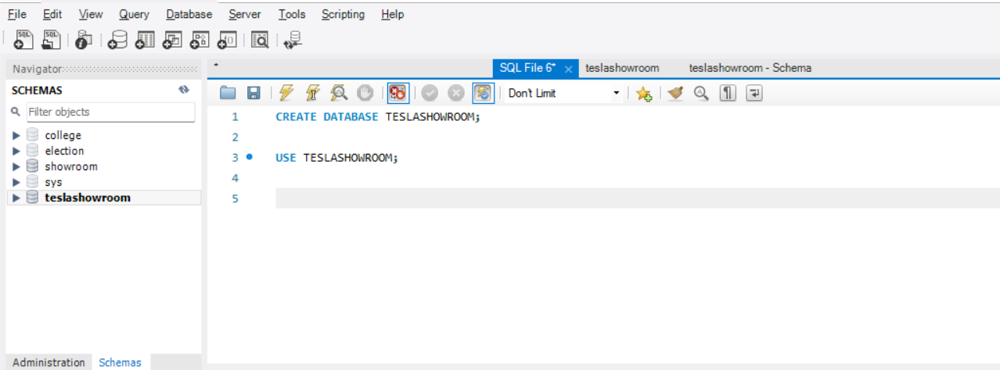 File Edit View Query Database Server Tools Scripting Help
SQL SQL
Navigator
* SQL File 6* × teslashowroom teslashowroom - Schema
SCHEMAS
Don't Limit
Filter objects
1 CREATE DATABASE TESLASHOWROOM;
2
3 USE TESLASHOWROOM;
4
5
college
election
showroom
sys
teslashowroom
Administration Schemas